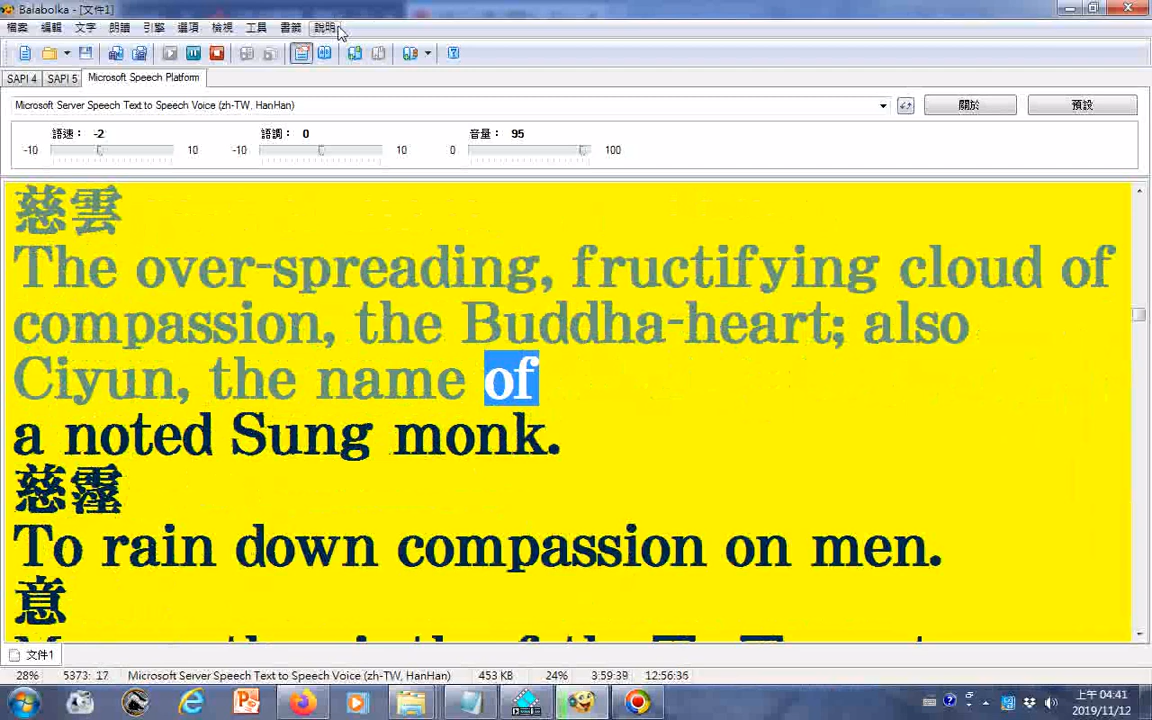 Balabolka - [文件1]
檔案 編輯 文字 朗讀 引擎 選項 檢視 工具 書籤 說明
SAPI 4 SAPI 5 Microsoft Speech Platform
Microsoft Server Speech Text to Speech Voice (zh-TW, HanHan) 關於 預設
語速： -2 語調： 0 音量： 95
-10 10 -10 10 0 100
慈雲
The over-spreading, fructifying cloud of
compassion, the Buddha-heart; also
Ciyun, the name of
a noted Sung monk.
慈霔
To rain down compassion on men.
意
文件1
28% 5373: 17 Microsoft Server Speech Text to Speech Voice (zh-TW, HanHan) 453 KB 24% 3:59:39 12:56:36
上午 04:41
2019/11/12